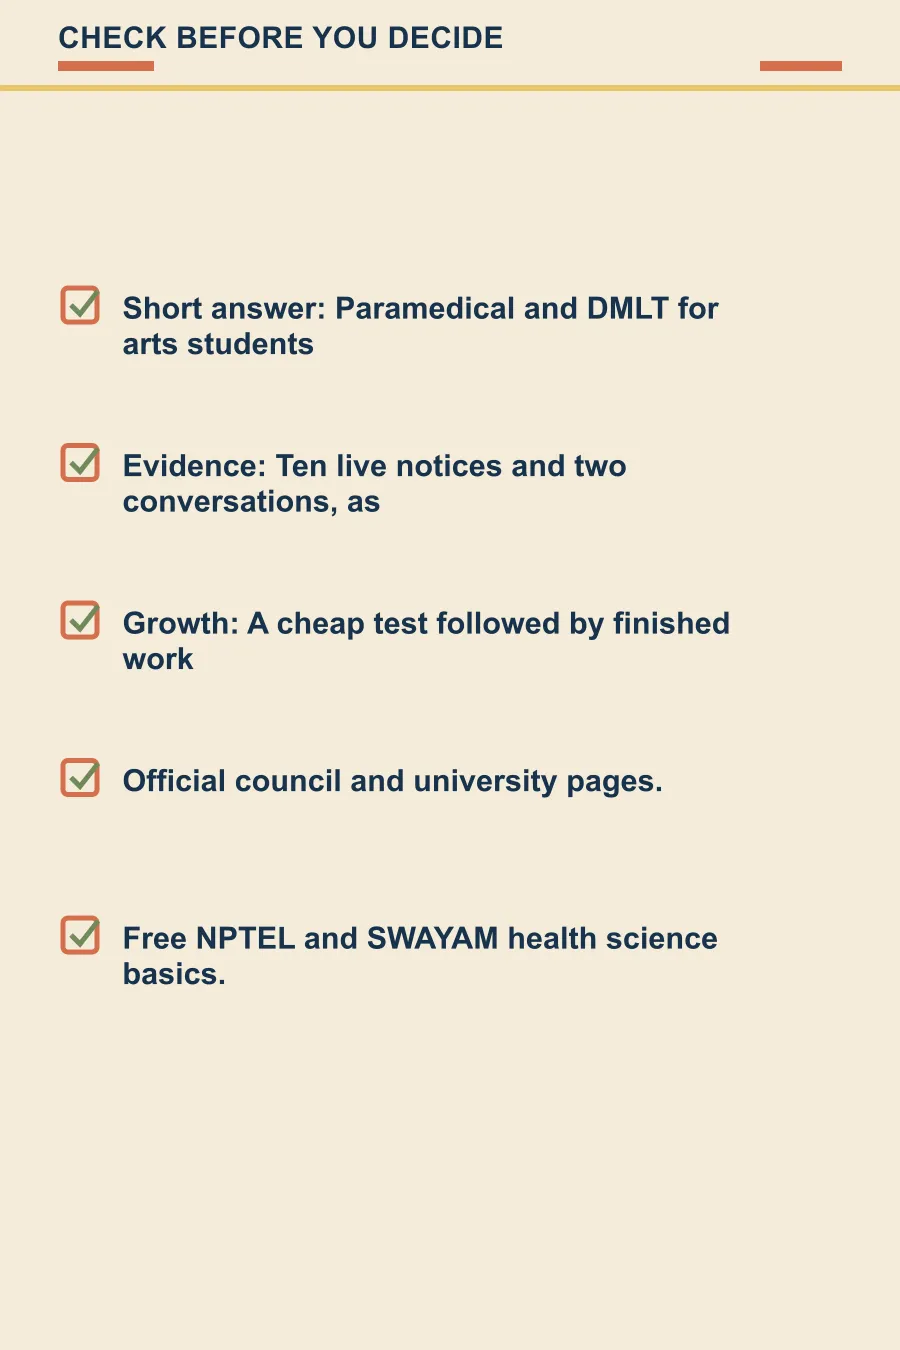 CHECK BEFORE YOU DECIDE
Short answer: Paramedical and DMLT for
arts students
Evidence: Ten live notices and two
conversations, as
Growth: A cheap test followed by finished
work
Official council and university pages.
Free NPTEL and SWAYAM health science
basics.